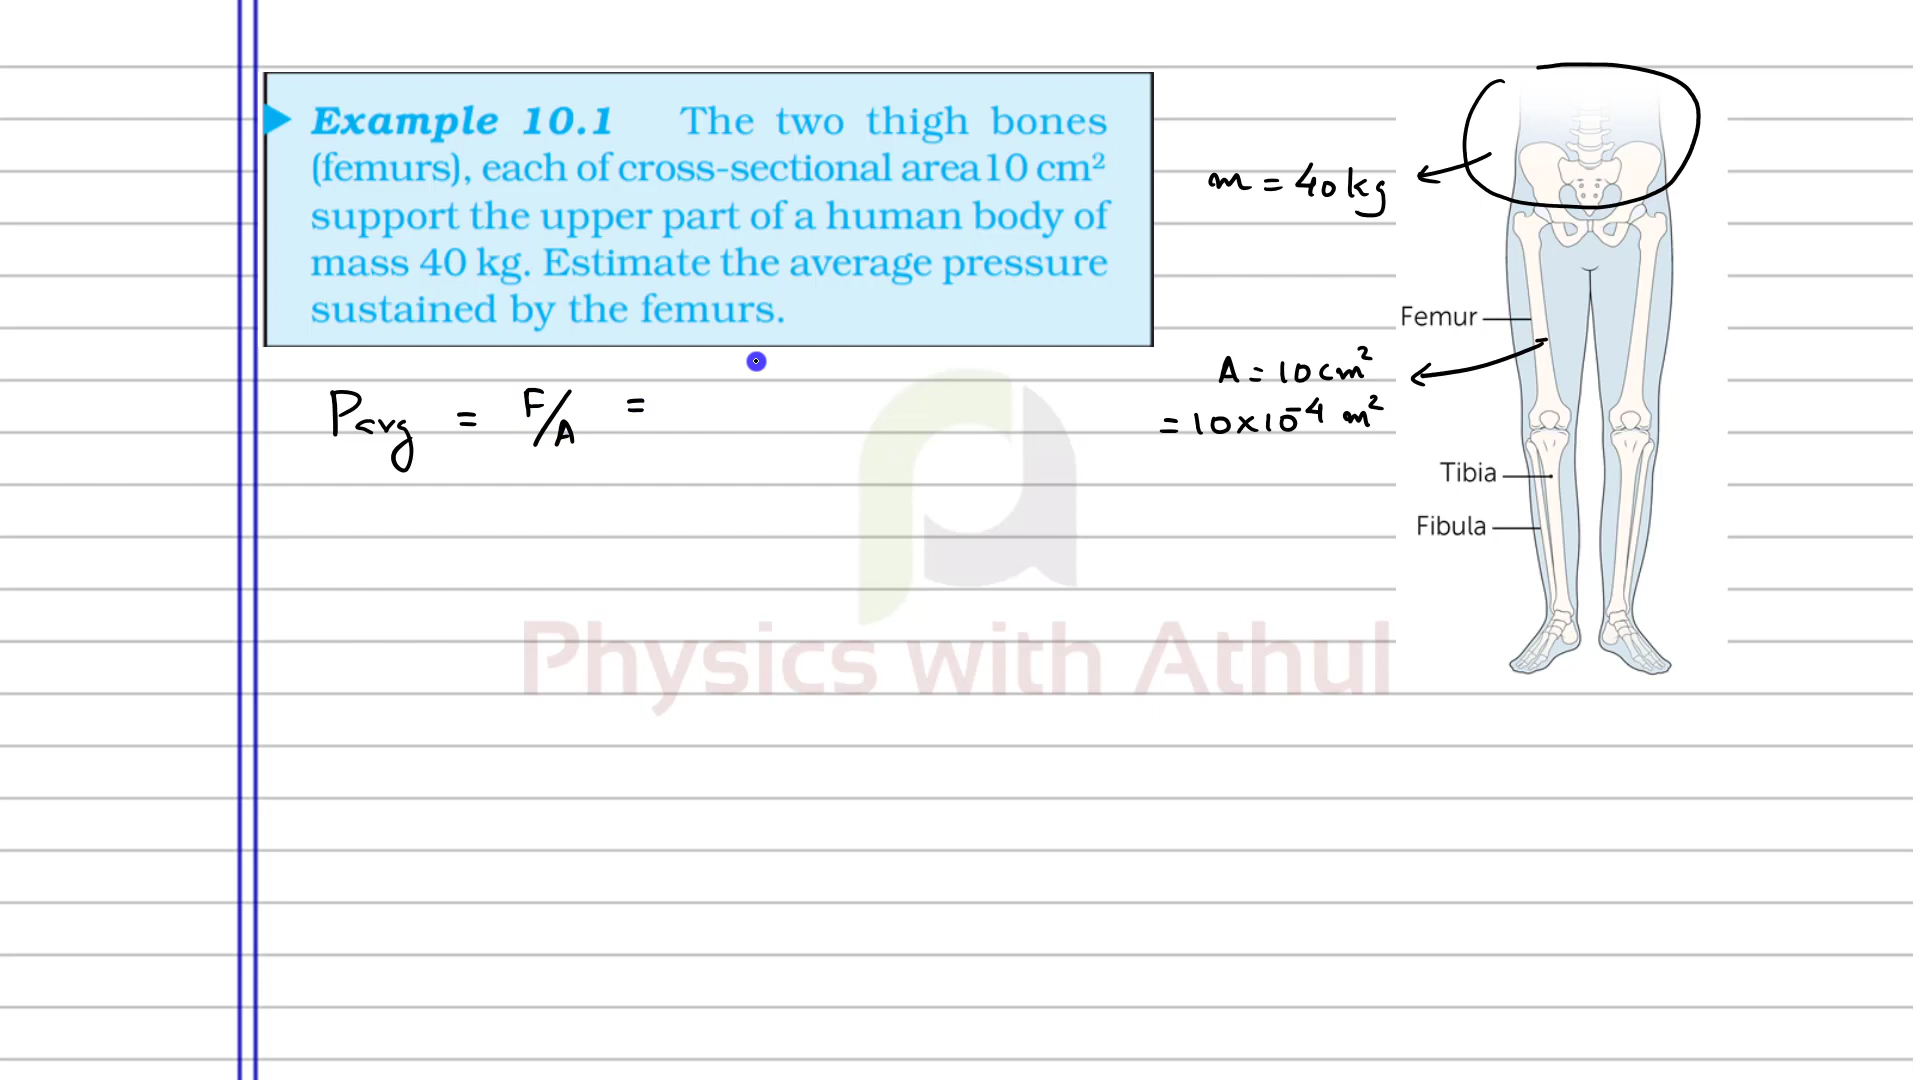 Example 10.1 The two thigh bones
(femurs), each of cross-sectional area10 cm²
support the upper part of a human body of
mass 40 kg. Estimate the average pressure
sustained by the femurs.
m = 40 kg
Femur
A = 10 cm²
= 10 × 10⁻⁴ m²
Pavg = F/A =
Tibia
Fibula
Physics with Athul